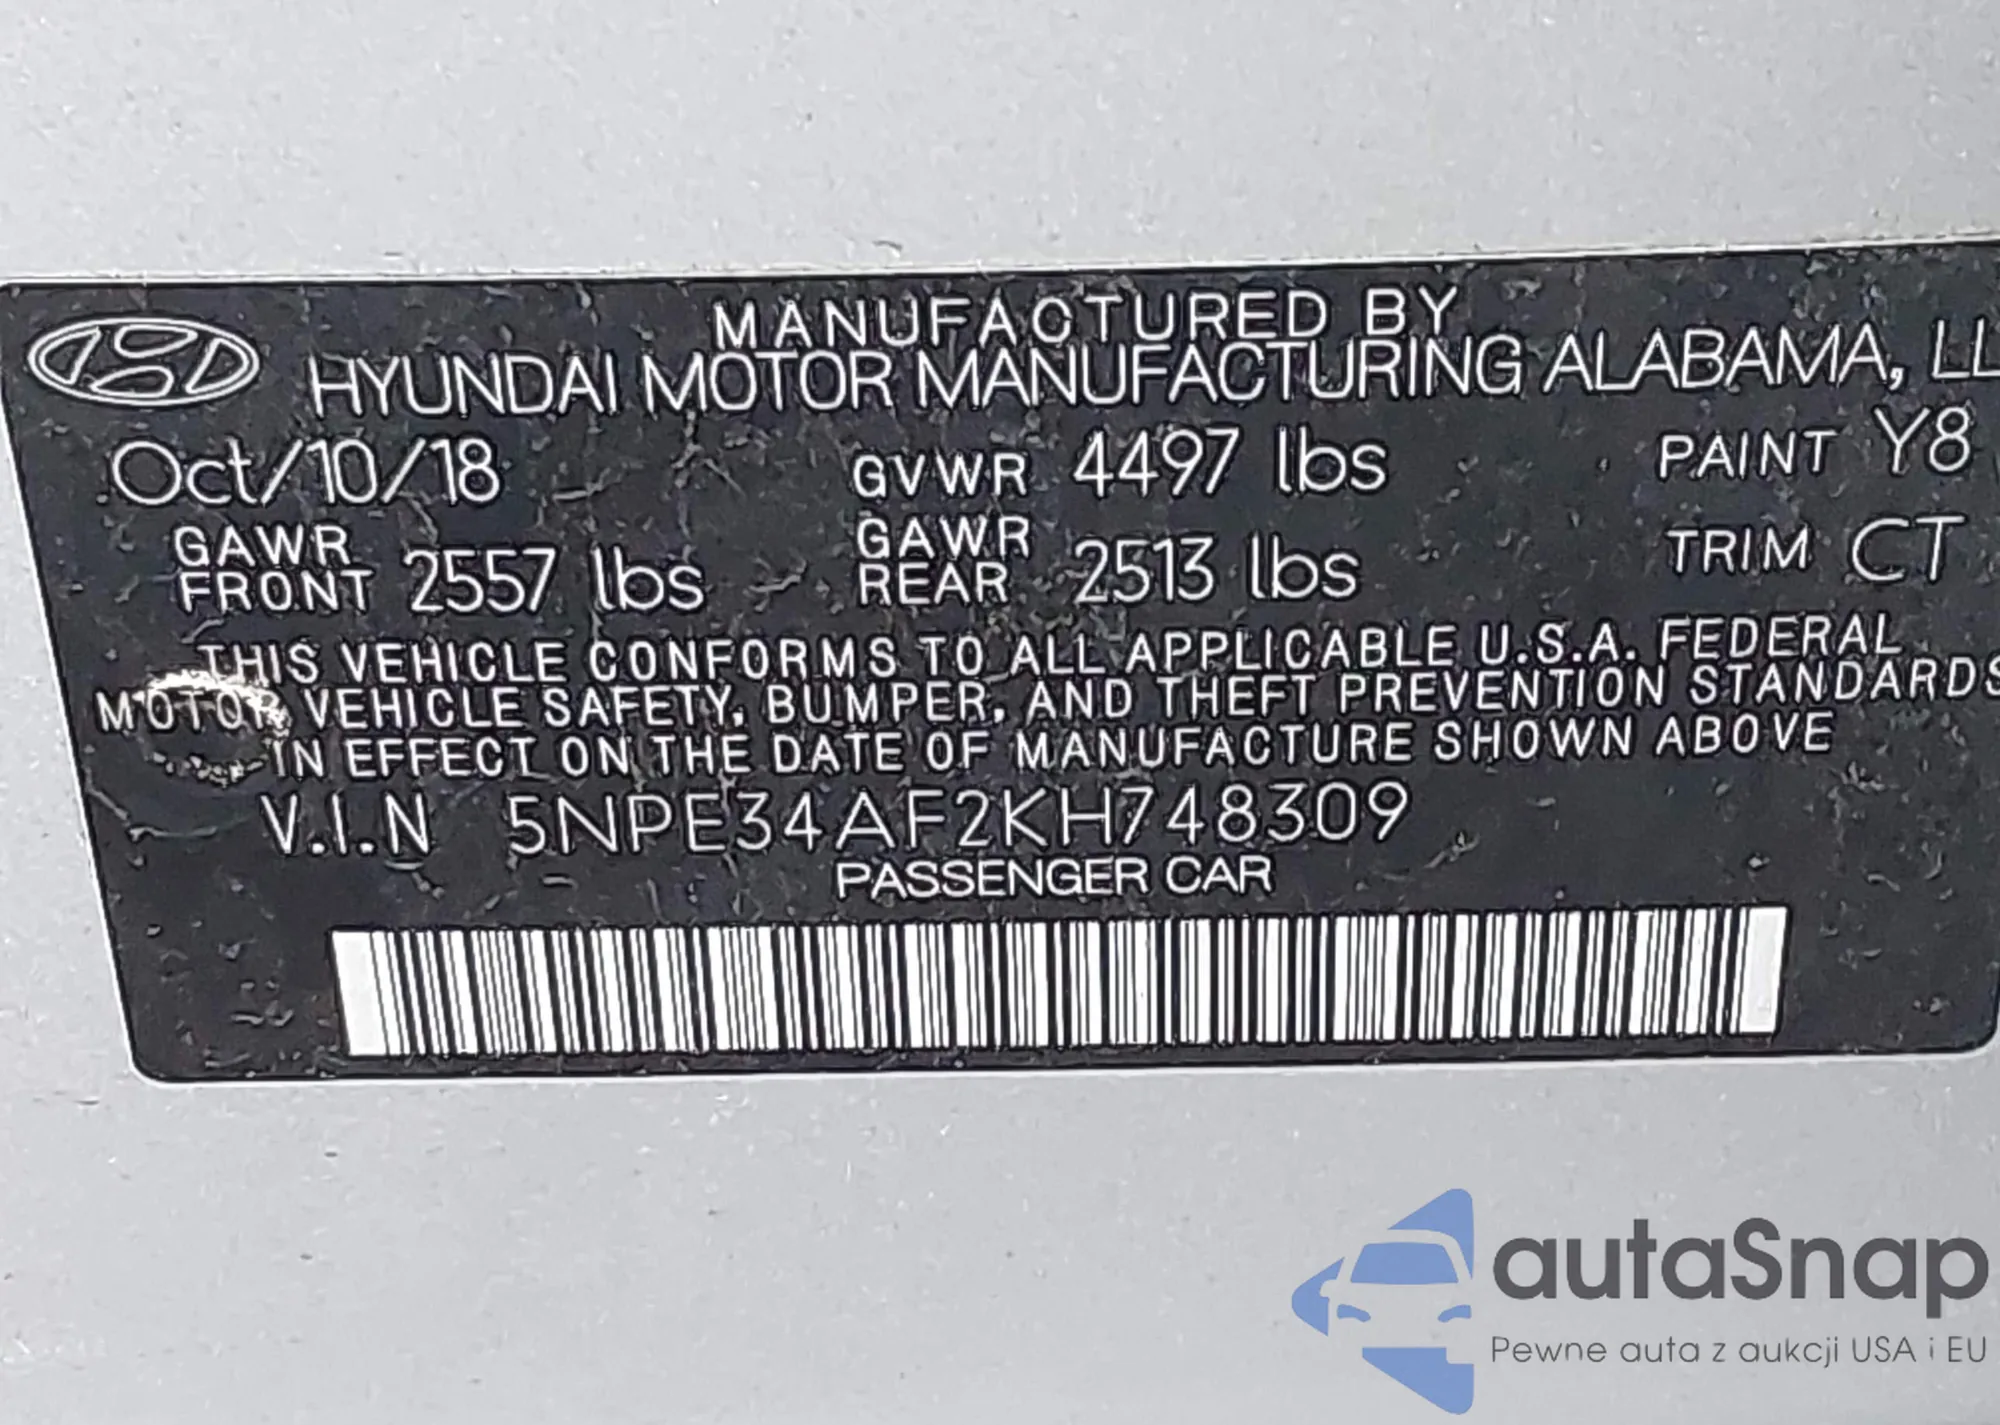 MANUFACTURED BY
HYUNDAI MOTOR MANUFACTURING ALABAMA, LL
Oct/10/18 GVWR 4497 lbs PAINT Y8
GAWR FRONT 2557 lbs GAWR REAR 2513 lbs TRIM CT
THIS VEHICLE CONFORMS TO ALL APPLICABLE U.S.A. FEDERAL
MOTOR VEHICLE SAFETY, BUMPER, AND THEFT PREVENTION STANDARDS
IN EFFECT ON THE DATE OF MANUFACTURE SHOWN ABOVE
V.I.N 5NPE34AF2KH748309
PASSENGER CAR
autaSnap
Pewne auta z aukcji USA i EU